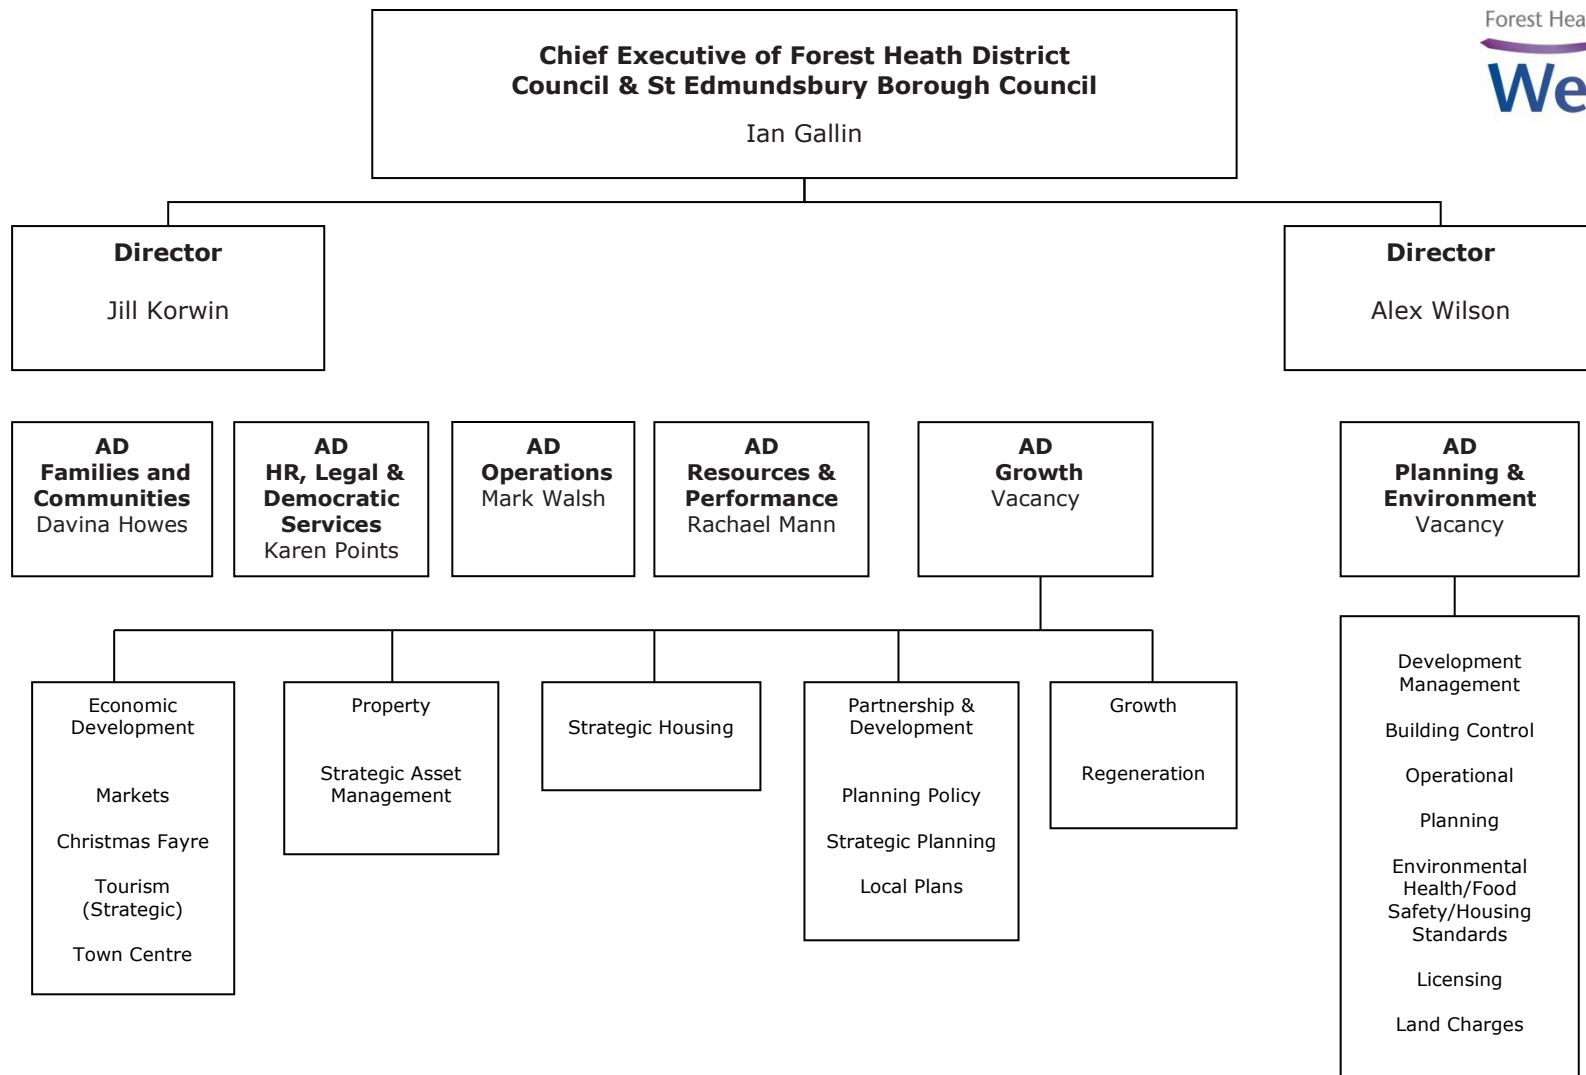 Forest Hea
We
Chief Executive of Forest Heath District
Council & St Edmundsbury Borough Council
Ian Gallin
Director
Jill Korwin
Director
Alex Wilson
AD
Families and
Communities
Davina Howes
AD
HR, Legal &
Democratic
Services
Karen Points
AD
Operations
Mark Walsh
AD
Resources &
Performance
Rachael Mann
AD
Growth
Vacancy
AD
Planning &
Environment
Vacancy
Economic
Development
Markets
Christmas Fayre
Tourism
(Strategic)
Town Centre
Property
Strategic Asset
Management
Strategic Housing
Partnership &
Development
Planning Policy
Strategic Planning
Local Plans
Growth
Regeneration
Development
Management
Building Control
Operational
Planning
Environmental
Health/Food
Safety/Housing
Standards
Licensing
Land Charges